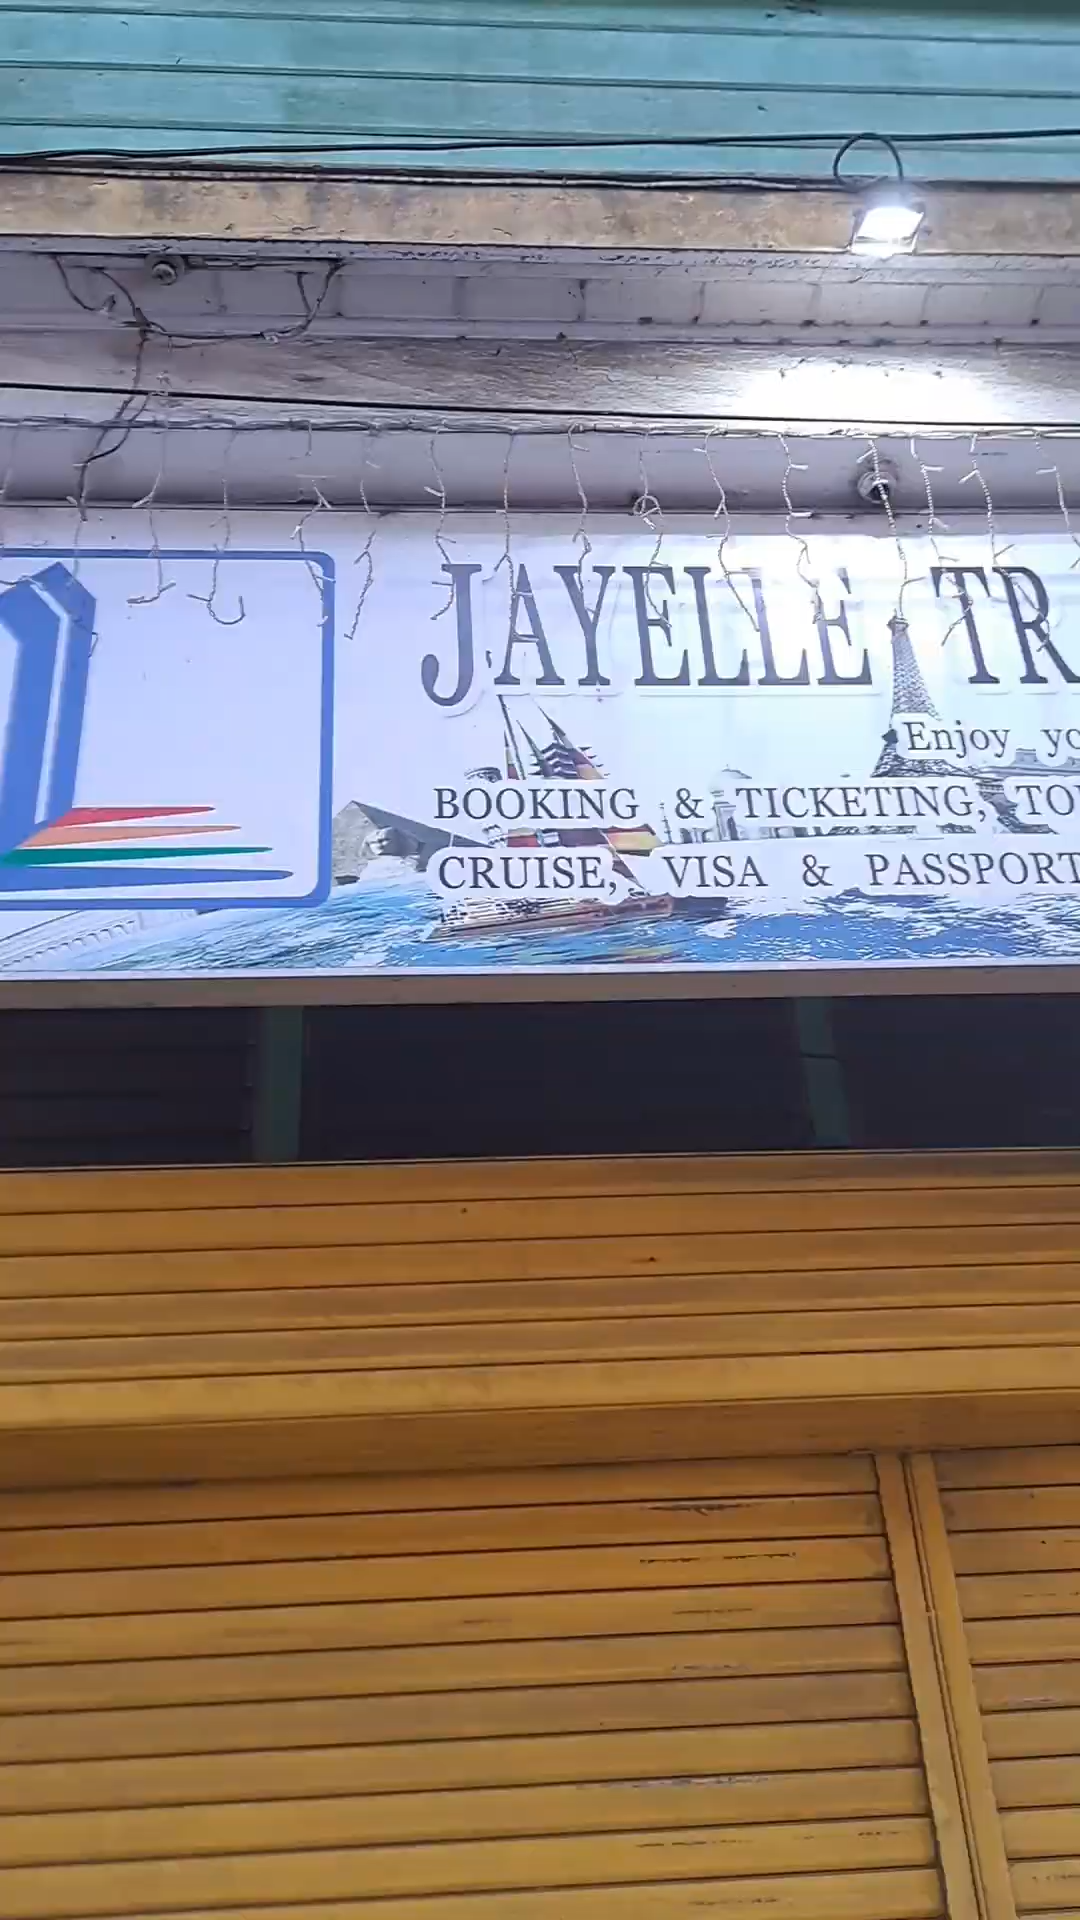 JAYELLE TR
Enjoy yo
BOOKING & TICKETING, TO
CRUISE, VISA & PASSPORT